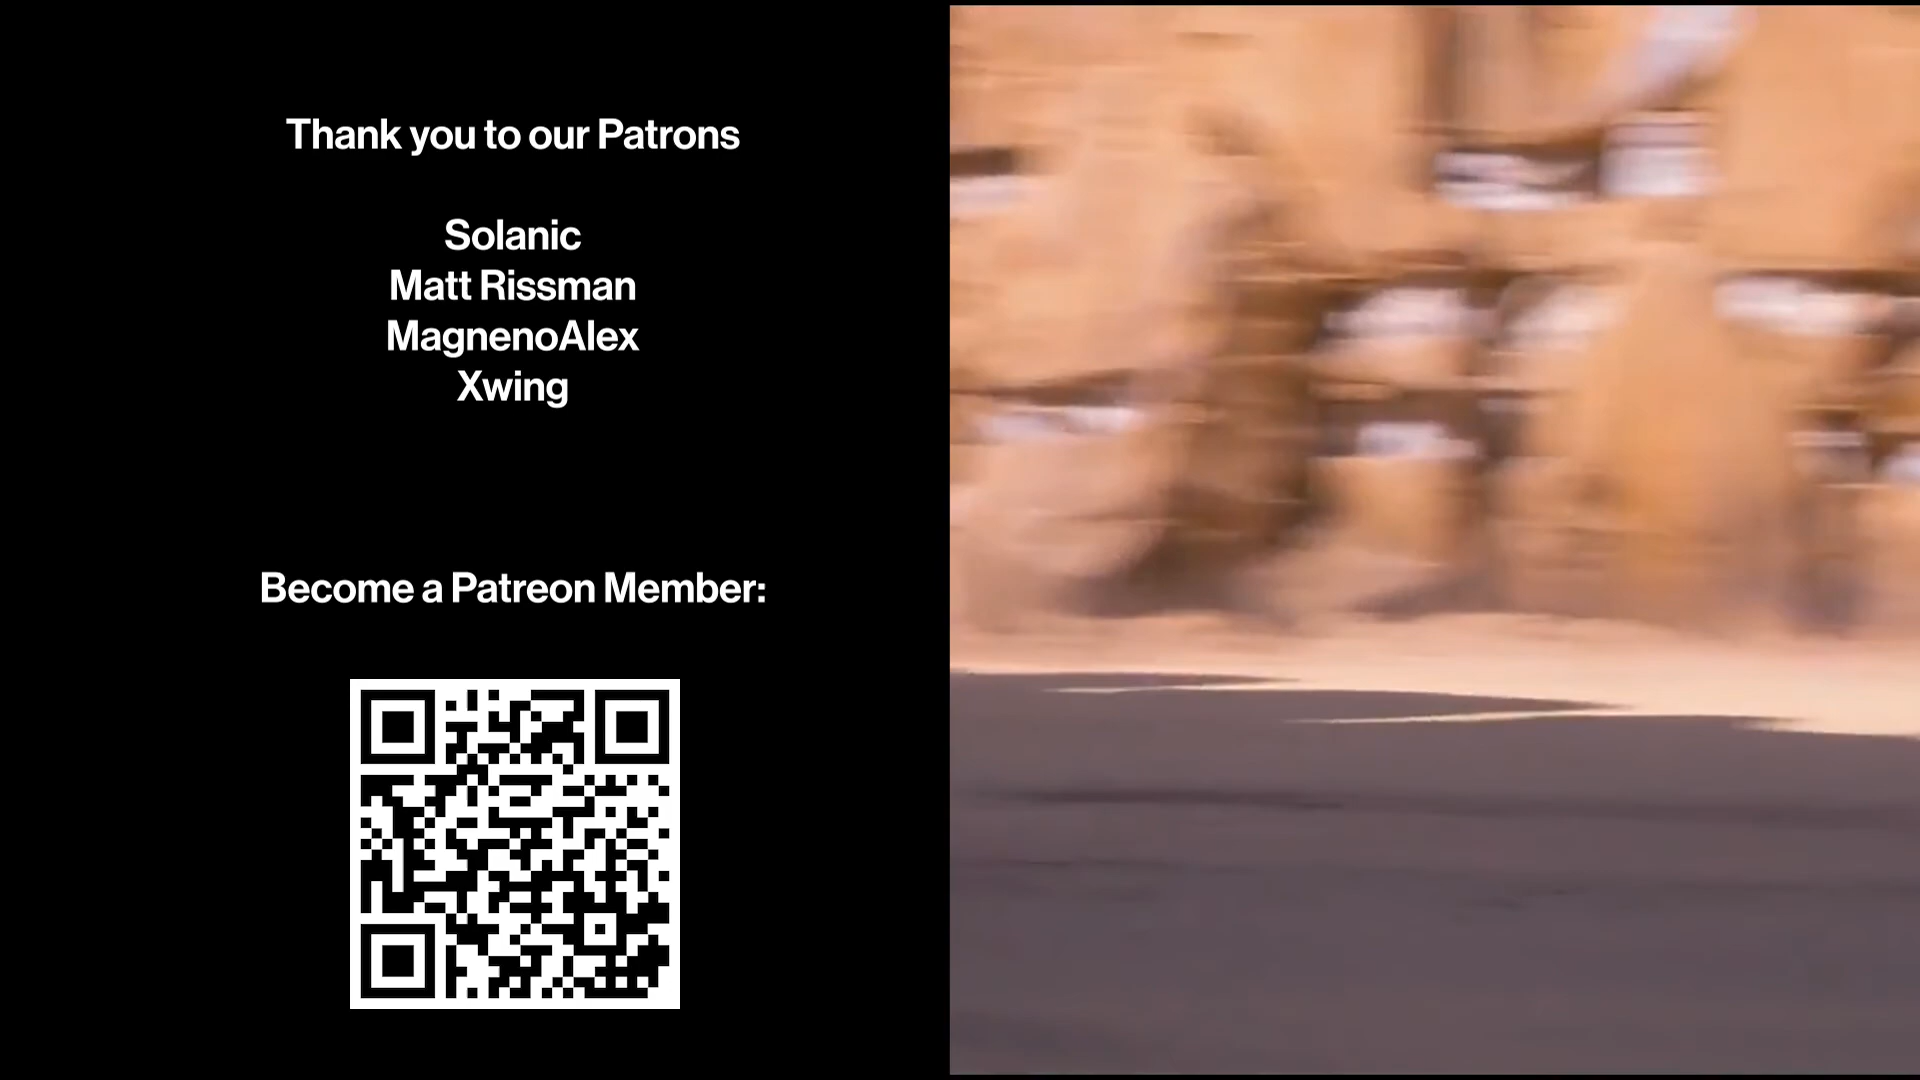 Thank you to our Patrons
Solanic
Matt Rissman
MagnenoAlex
Xwing
Become a Patreon Member: